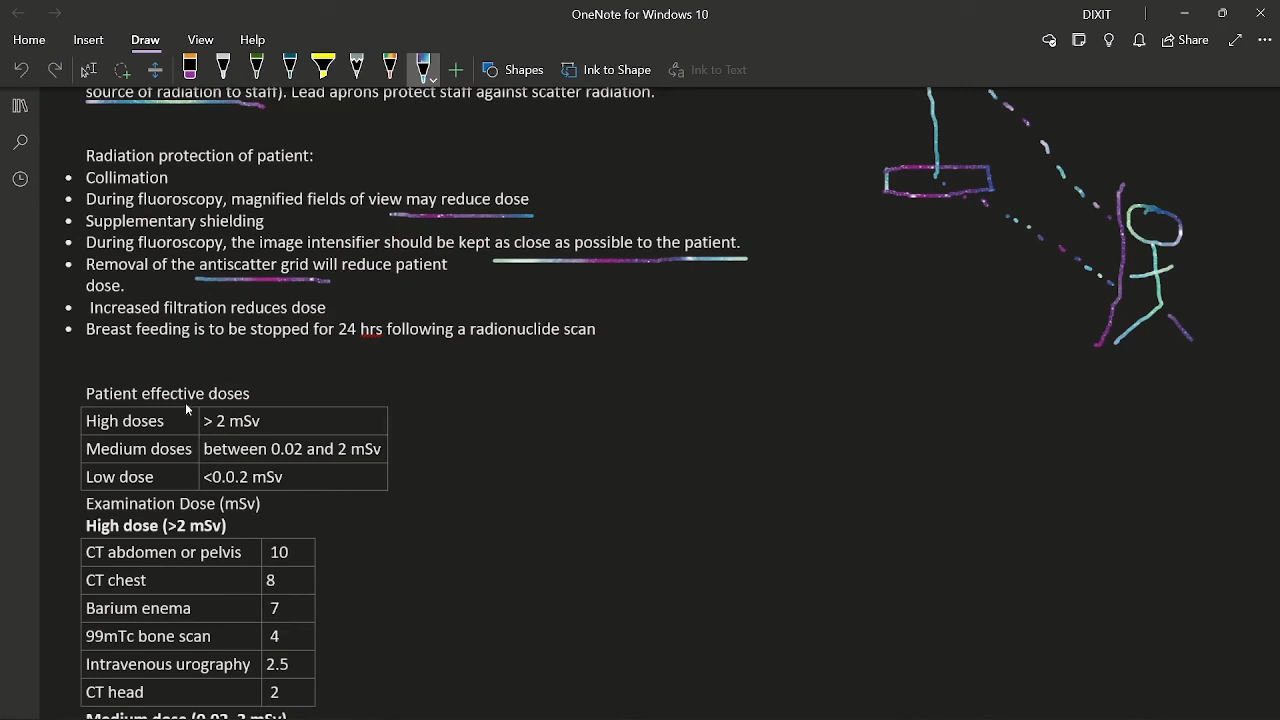 OneNote for Windows 10
DIXIT
Home Insert Draw View Help
Share
Shapes Ink to Shape Ink to Text
source of radiation to staff). Lead aprons protect staff against scatter radiation.
Radiation protection of patient:
• Collimation
• During fluoroscopy, magnified fields of view may reduce dose
• Supplementary shielding
• During fluoroscopy, the image intensifier should be kept as close as possible to the patient.
• Removal of the antiscatter grid will reduce patient
dose.
• Increased filtration reduces dose
• Breast feeding is to be stopped for 24 hrs following a radionuclide scan
Patient effective doses
High doses > 2 mSv
Medium doses between 0.02 and 2 mSv
Low dose <0.0.2 mSv
Examination Dose (mSv)
High dose (>2 mSv)
CT abdomen or pelvis 10
CT chest 8
Barium enema 7
99mTc bone scan 4
Intravenous urography 2.5
CT head 2
Medium dose (0.02-2 mSv)